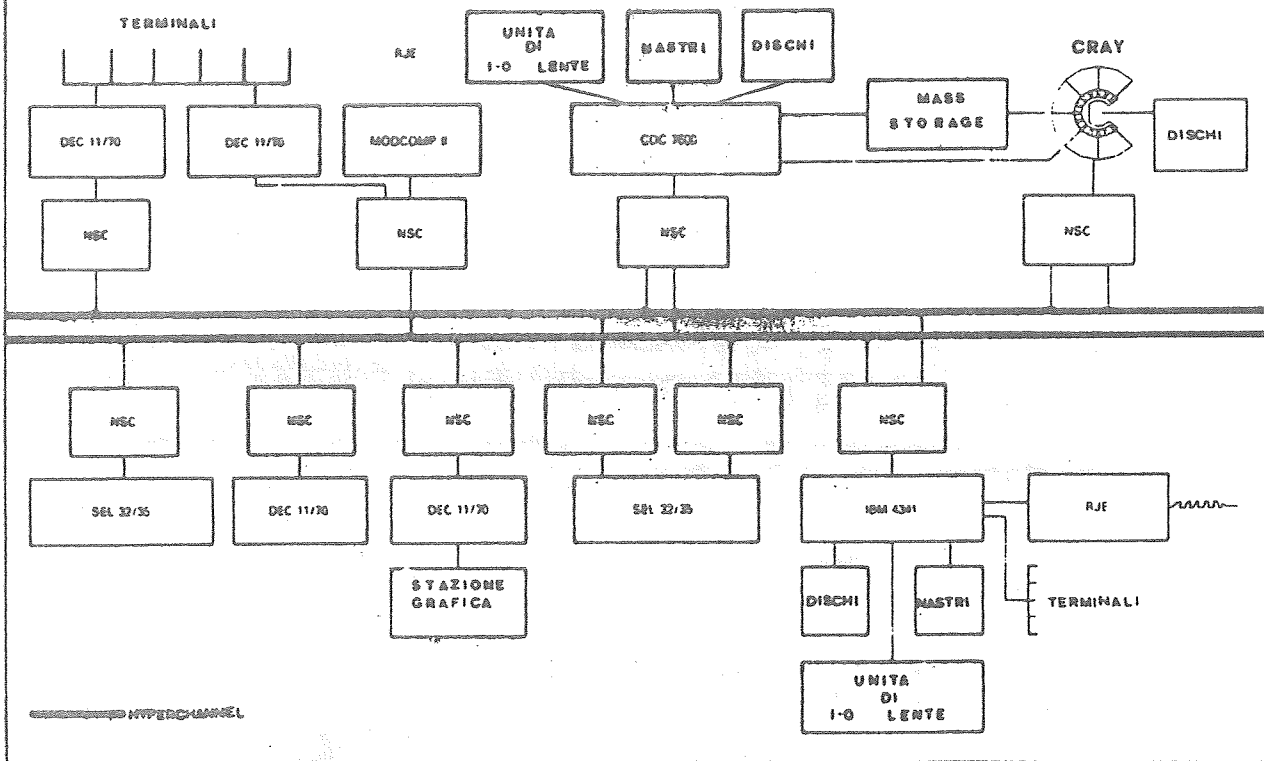 TERMINALI
RJE
UNITA
DI
I-O LENTE
NASTRI
DISCHI
CRAY
DEC 11/70
DEC 11/70
MODCOMP II
CDC 7600
MASS
STORAGE
DISCHI
NSC
NSC
NSC
NSC
NSC
NSC
NSC
NSC
NSC
NSC
SEL 32/35
DEC 11/70
DEC 11/70
SEL 32/35
IBM 4341
RJE
STAZIONE
GRAFICA
DISCHI
NASTRI
TERMINALI
UNITA
DI
I-O LENTE
HYPERCHANNEL